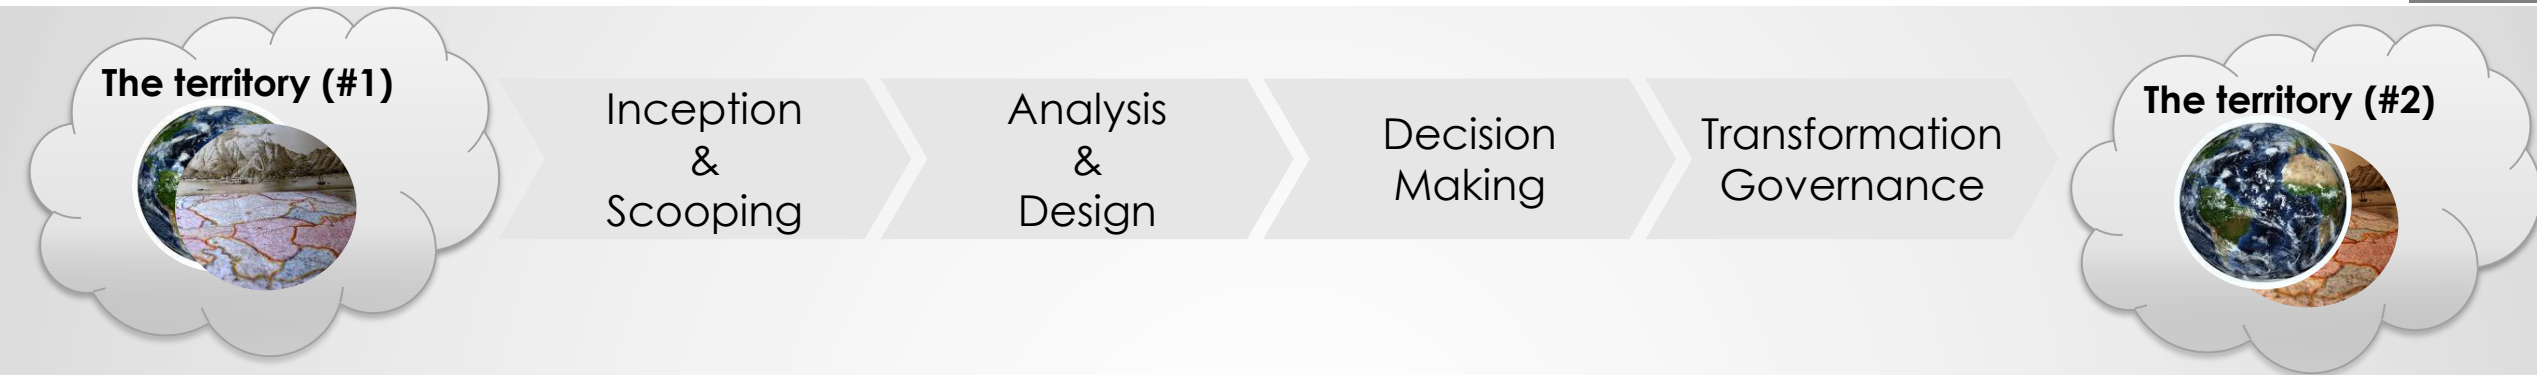 The territory (#1)
Inception
&
Scooping
Analysis
&
Design
Decision
Making
Transformation
Governance
The territory (#2)